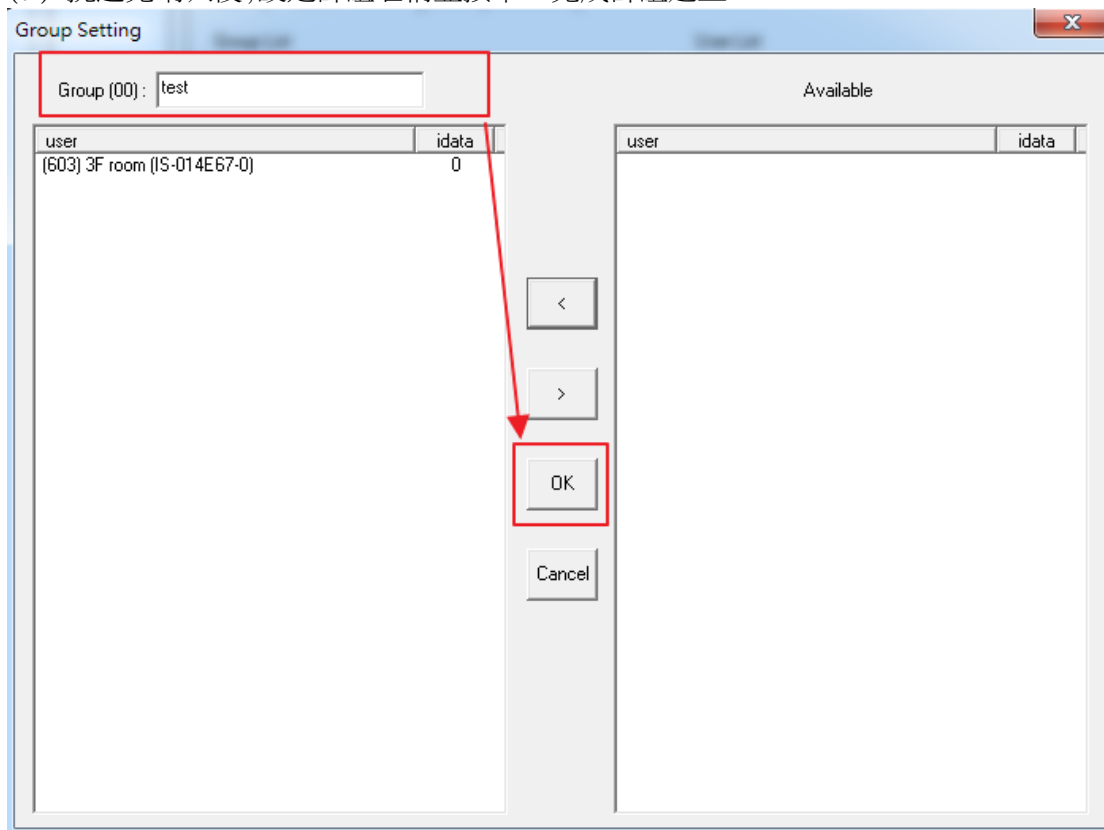 Group Setting
Group (00) : test
Available
user idata
(603) 3F room (IS-014E67-0) 0
user idata
<
>
OK
Cancel